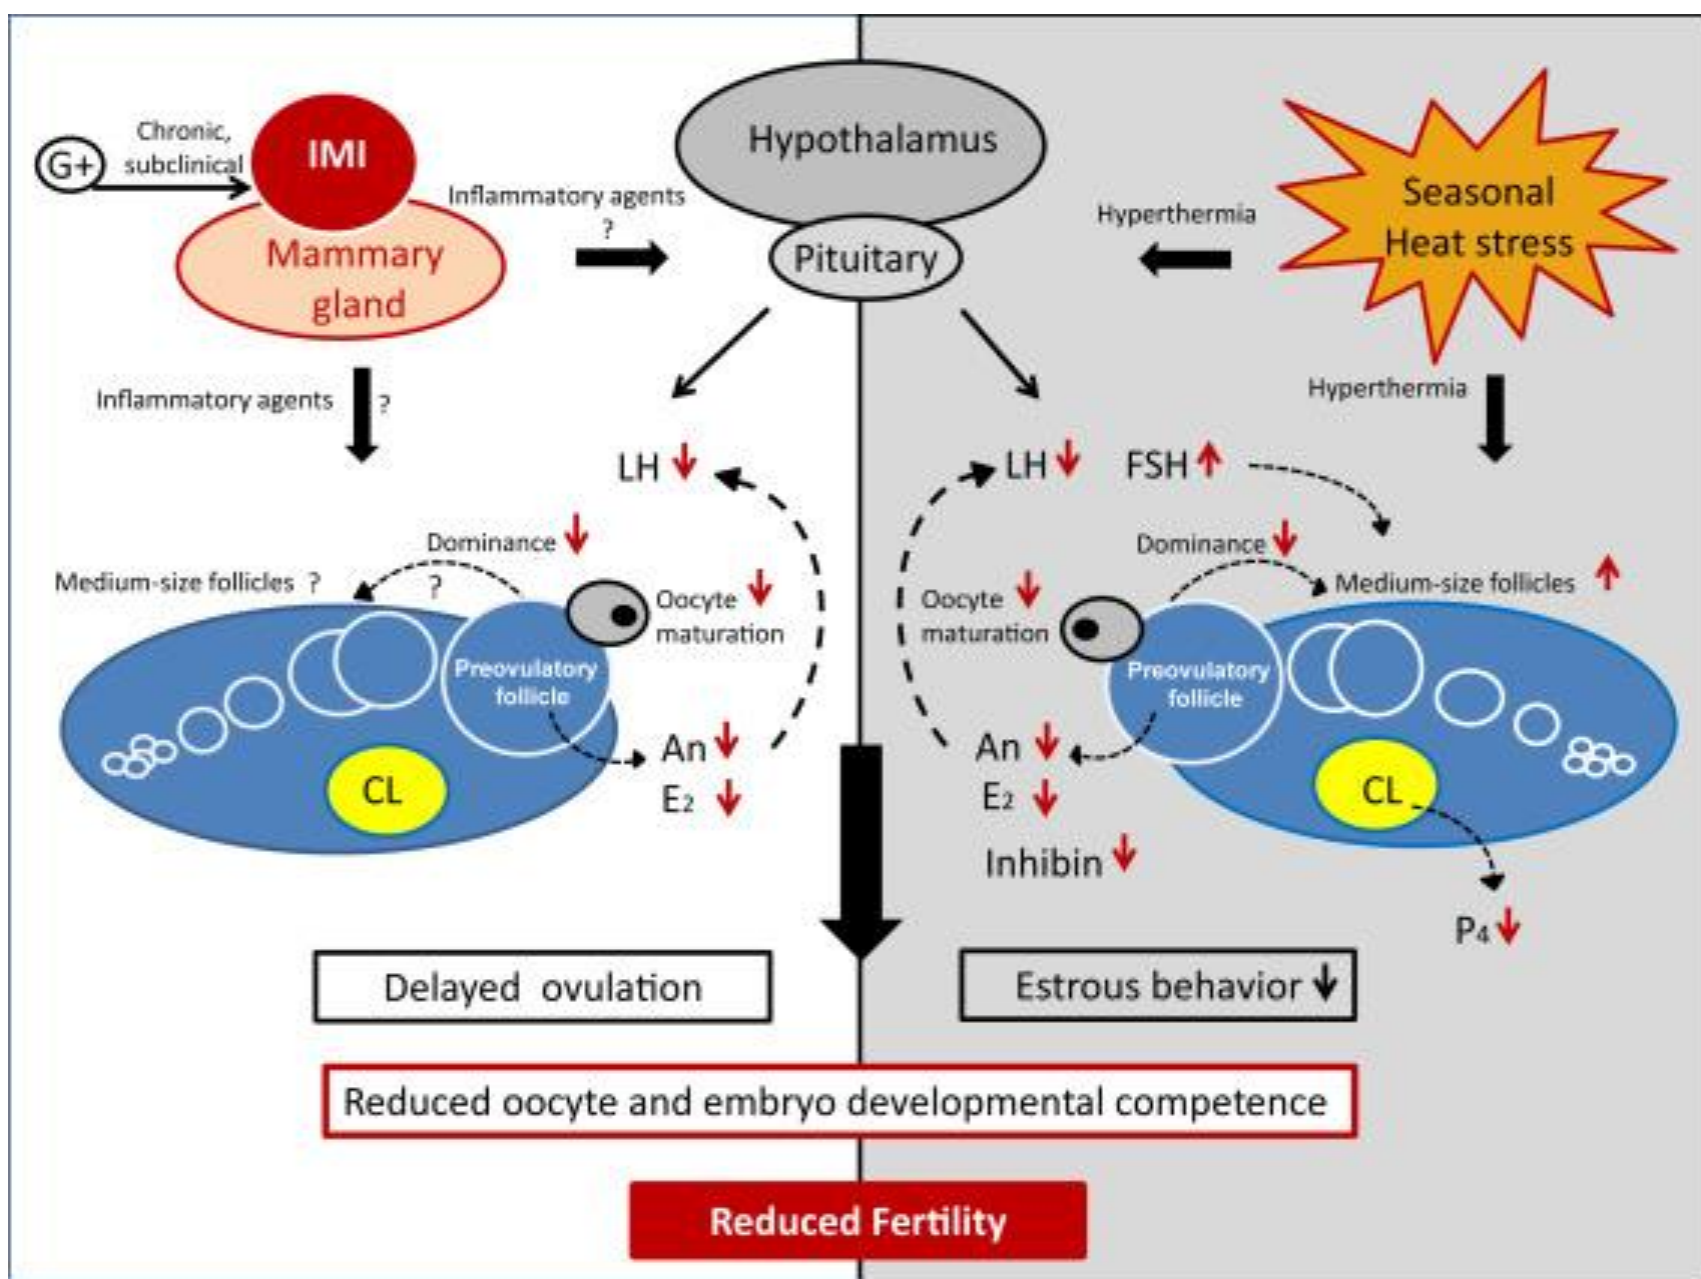 Chronic,
subclinical
G+
IMI
Mammary
gland
Inflammatory agents
?
Hypothalamus
Pituitary
Hyperthermia
Seasonal
Heat stress
Inflammatory agents
?
Hyperthermia
LH
LH
FSH
Dominance
?
Medium-size follicles ?
Oocyte
maturation
Preovulatory
follicle
An
E2
CL
Dominance
Medium-size follicles
Oocyte
maturation
Preovulatory
follicle
An
E2
Inhibin
CL
P4
Delayed ovulation
Estrous behavior
Reduced oocyte and embryo developmental competence
Reduced Fertility